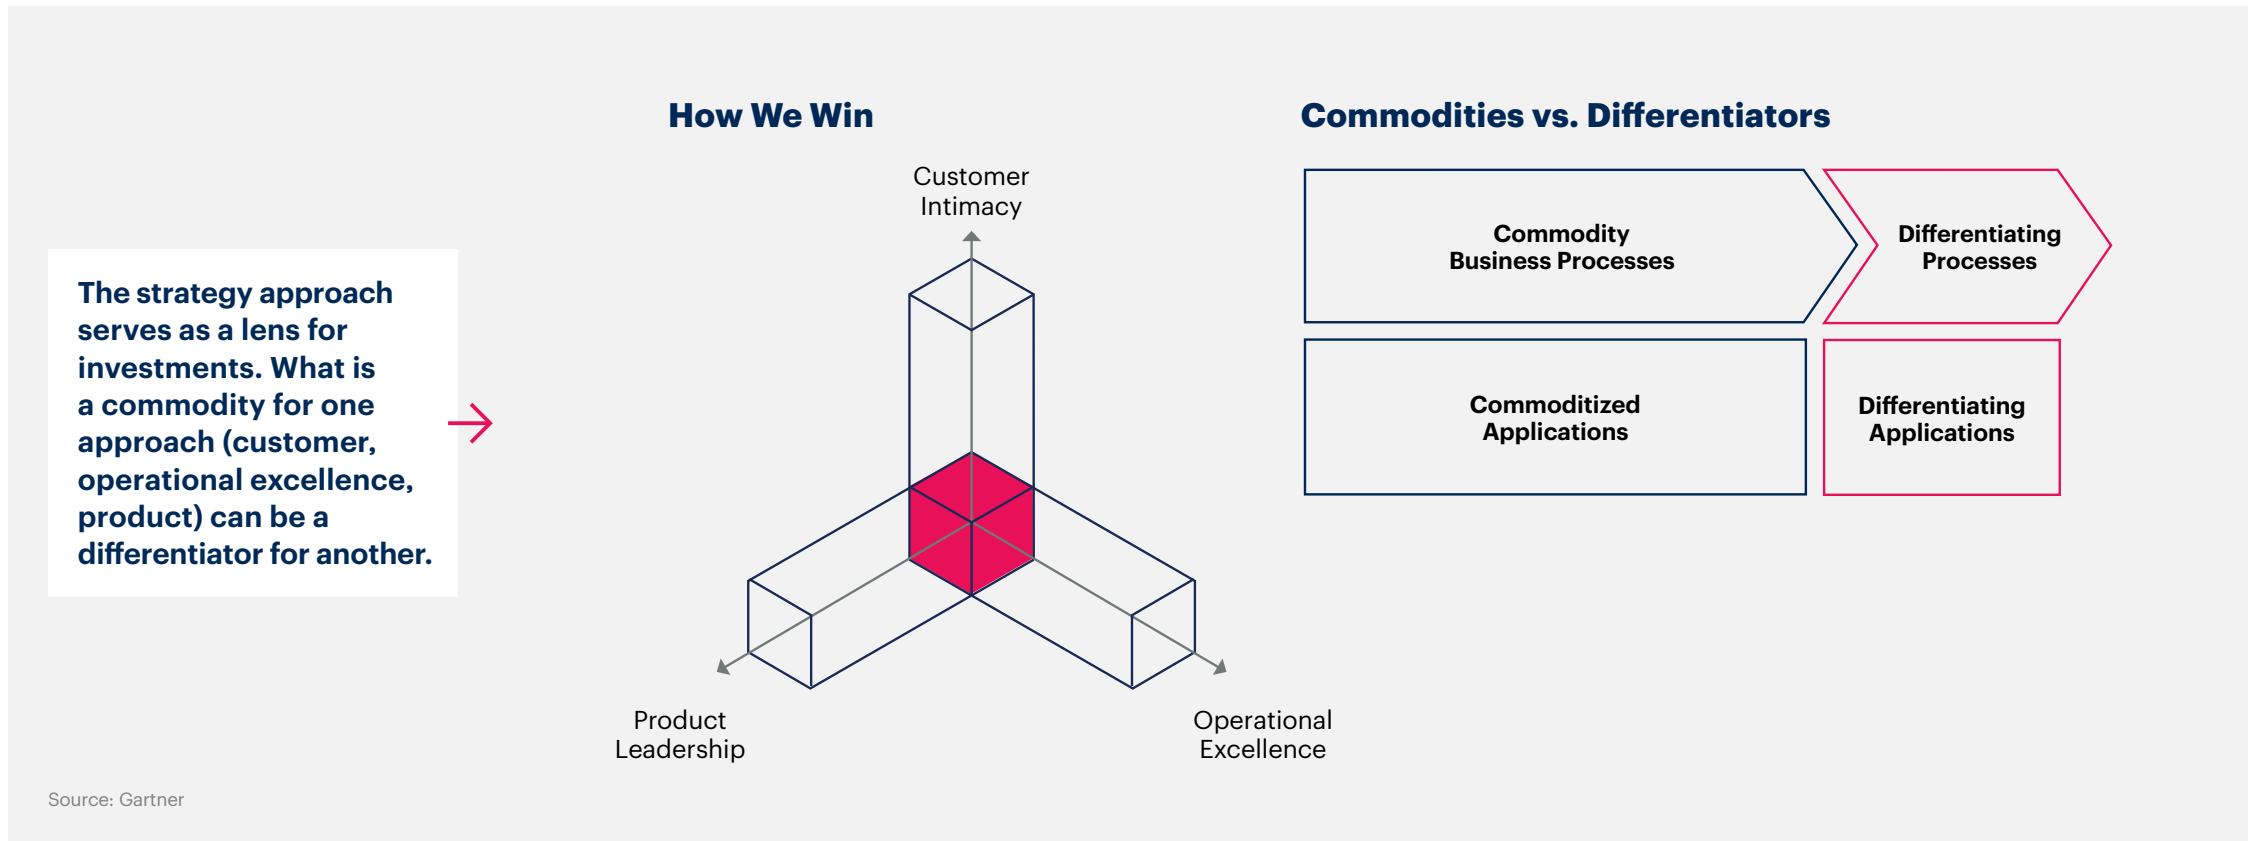 The strategy approach
serves as a lens for
investments. What is
a commodity for one
approach (customer,
operational excellence,
product) can be a
differentiator for another.
How We Win
Customer
Intimacy
Product
Leadership
Operational
Excellence
Commodities vs. Differentiators
Commodity
Business Processes
Differentiating
Processes
Commoditized
Applications
Differentiating
Applications
Source: Gartner